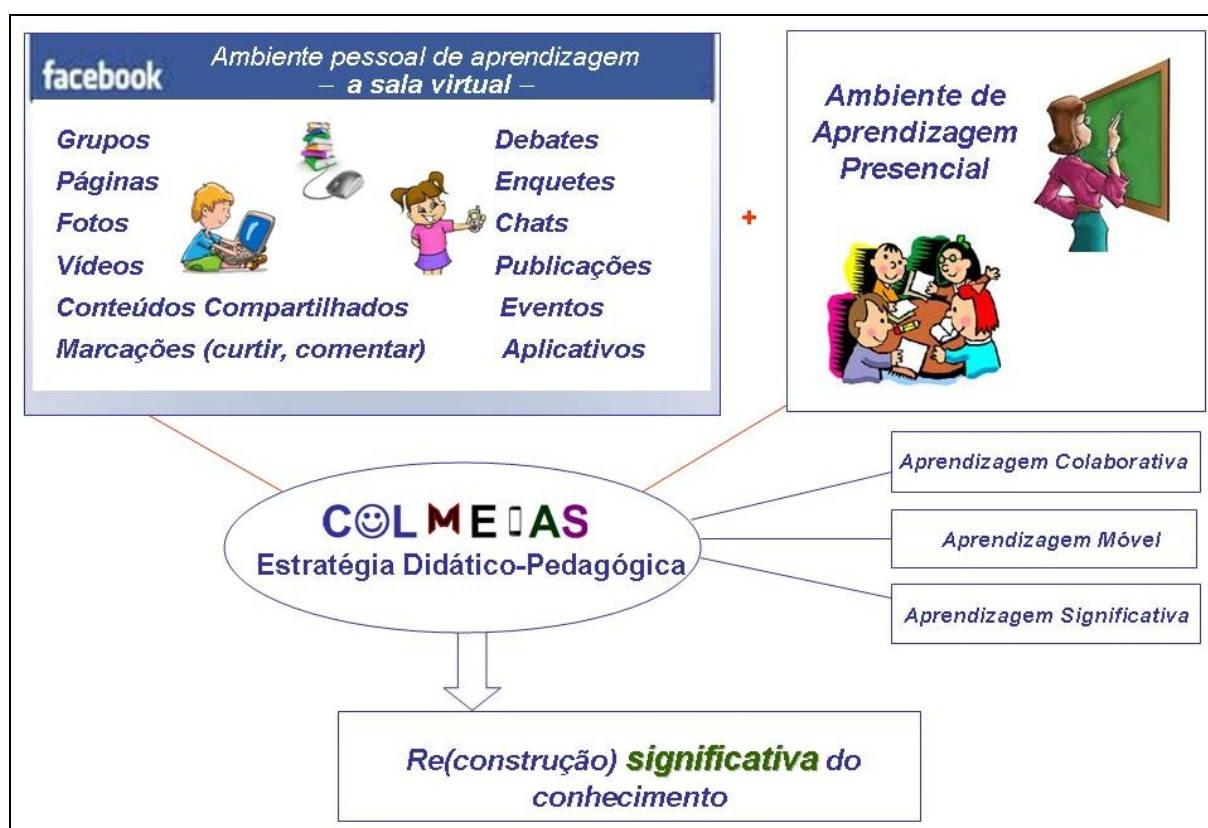 facebook
Ambiente pessoal de aprendizagem
– a sala virtual –
Grupos
Páginas
Fotos
Vídeos
Conteúdos Compartilhados
Marcações (curtir, comentar)
Debates
Enquetes
Chats
Publicações
Eventos
Aplicativos
+
Ambiente de
Aprendizagem
Presencial
COLMEIAS
Estratégia Didático-Pedagógica
Aprendizagem Colaborativa
Aprendizagem Móvel
Aprendizagem Significativa
Re(construção) significativa do
conhecimento